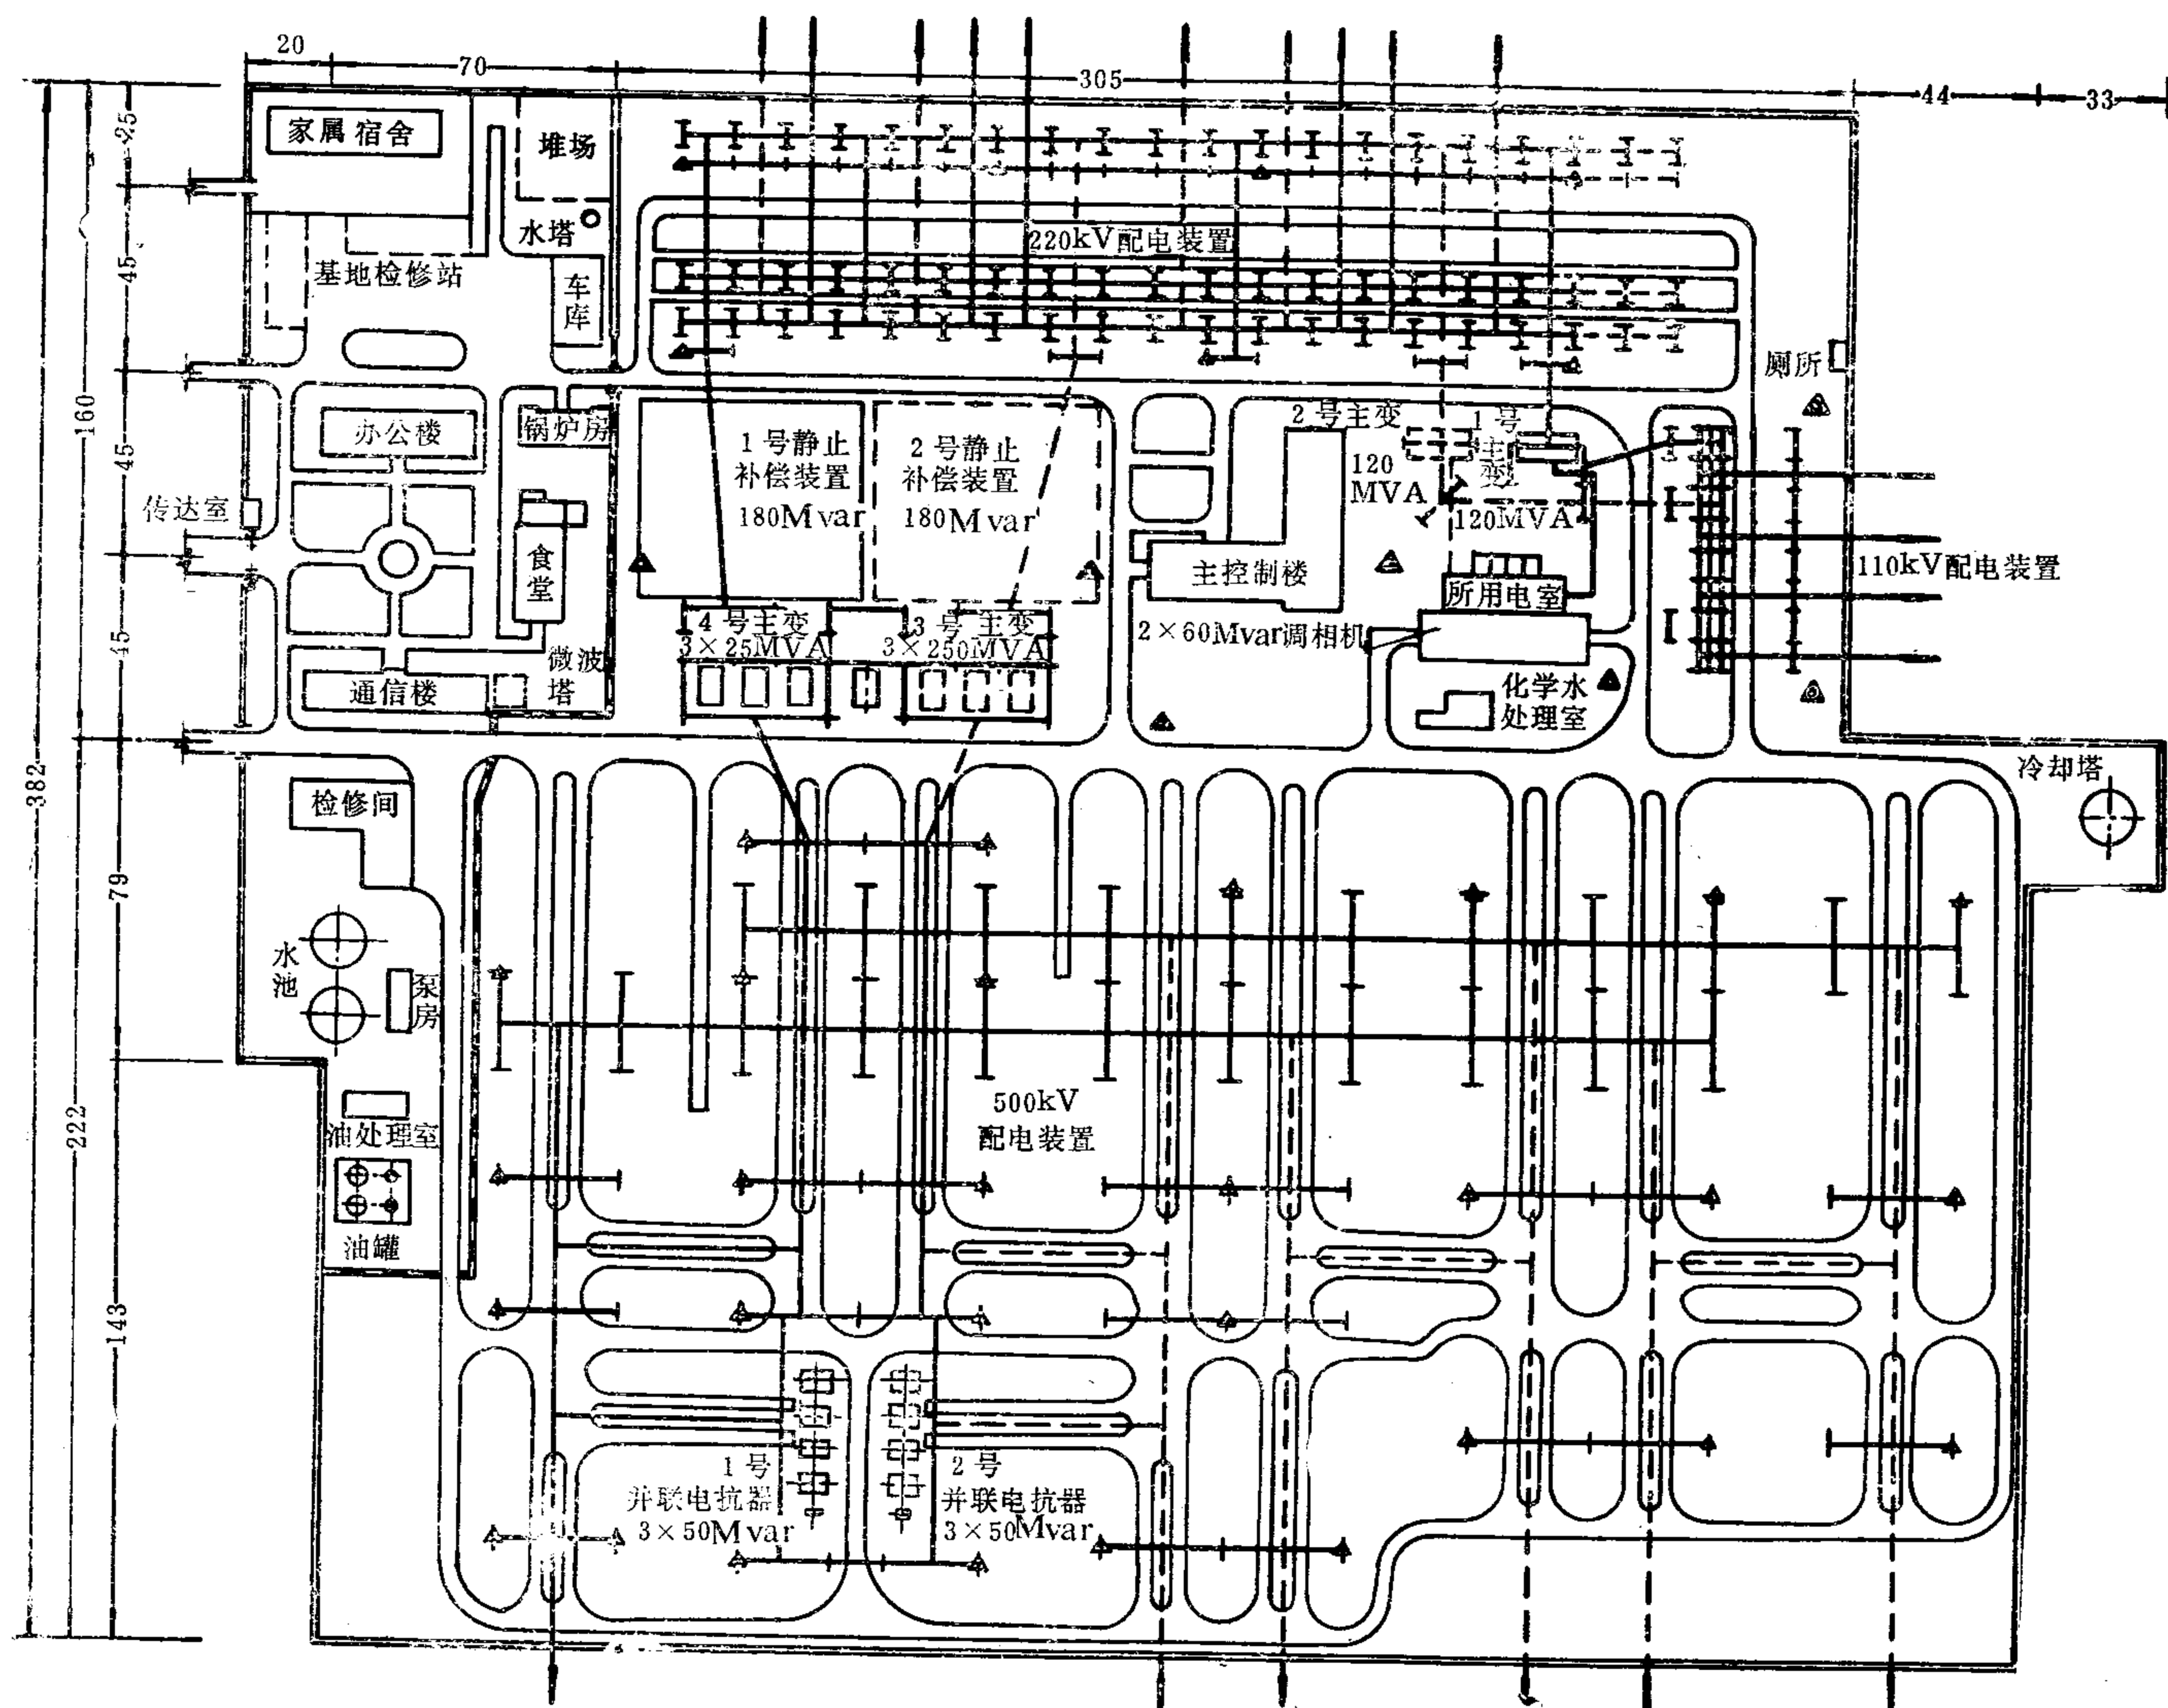 20
70
305
44
33
25
45
45
45
160
382
79
222
143
家属宿舍
堆场
水塔
基地检修站
车库
220kV配电装置
厕所
办公楼
锅炉房
1号静止
补偿装置
180Mvar
2号静止
补偿装置
180Mvar
2号主变
120
MVA
1号
主
变
120MVA
传达室
食堂
主控制楼
所用电室
110kV配电装置
4号主变
3×25MVA
3号主变
3×250MVA
2×60Mvar调相机
微波
塔
通信楼
化学水
处理室
冷却塔
检修间
水池
泵房
500kV
配电装置
油处理室
油罐
1号
并联电抗器
3×50Mvar
2号
并联电抗器
3×50Mvar